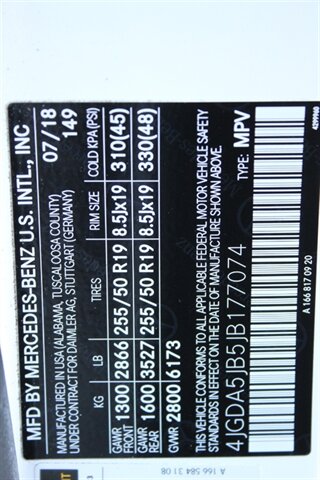 MFD BY MERCEDES-BENZ U.S. INTL., INC
MANUFACTURED IN USA (ALABAMA, TUSCALOOSA COUNTY)
UNDER CONTRACT FOR DAIMLER AG, STUTTGART (GERMANY)
07/18
149
KG LB TIRES RIM SIZE COLD KPA (PSI)
GAWR FRONT 1300 2866 255/50 R19 8.5Jx19 310(45)
GAWR REAR 1600 3527 255/50 R19 8.5Jx19 330(48)
GVWR 2800 6173
THIS VEHICLE CONFORMS TO ALL APPLICABLE FEDERAL MOTOR VEHICLE SAFETY
STANDARDS IN EFFECT ON THE DATE OF MANUFACTURE SHOWN ABOVE.
4JGDA5JB5JB177074 TYPE: MPV
A 166 817 09 20
A 166 584 31 08